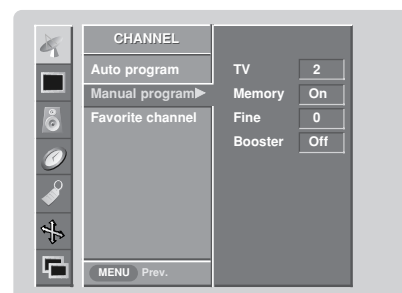 CHANNEL
Auto program
Manual program►
Favorite channel
TV 2
Memory On
Fine 0
Booster Off
MENU Prev.